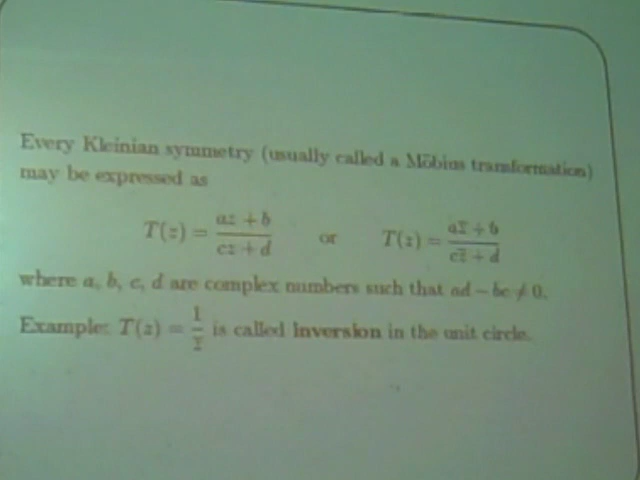 Every Kleinian symmetry (usually called a Möbius transformation)
may be expressed as
T(z) = (az + b)/(cz + d) or T(z) = (az̄ + b)/(cz̄ + d)
where a, b, c, d are complex numbers such that ad − bc ≠ 0.
Example: T(z) = 1/z̄ is called inversion in the unit circle.